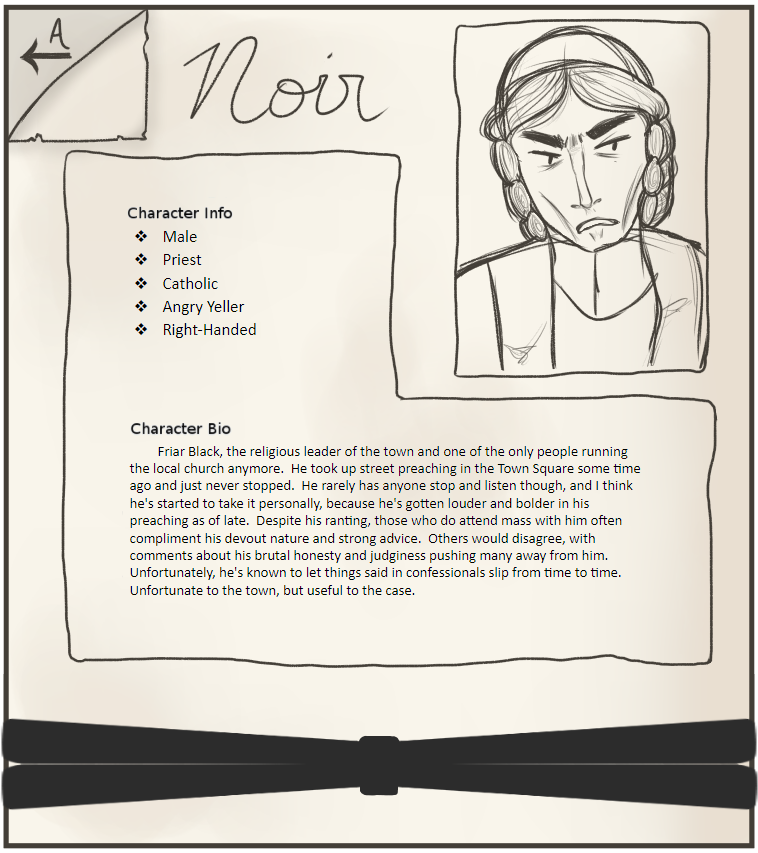 A
Noir
Character Info
❖ Male
❖ Priest
❖ Catholic
❖ Angry Yeller
❖ Right-Handed
Character Bio
Friar Black, the religious leader of the town and one of the only people running
the local church anymore.  He took up street preaching in the Town Square some time
ago and just never stopped.  He rarely has anyone stop and listen though, and I think
he's started to take it personally, because he's gotten louder and bolder in his
preaching as of late.  Despite his ranting, those who do attend mass with him often
compliment his devout nature and strong advice.  Others would disagree, with
comments about his brutal honesty and judginess pushing many away from him.
Unfortunately, he's known to let things said in confessionals slip from time to time.
Unfortunate to the town, but useful to the case.